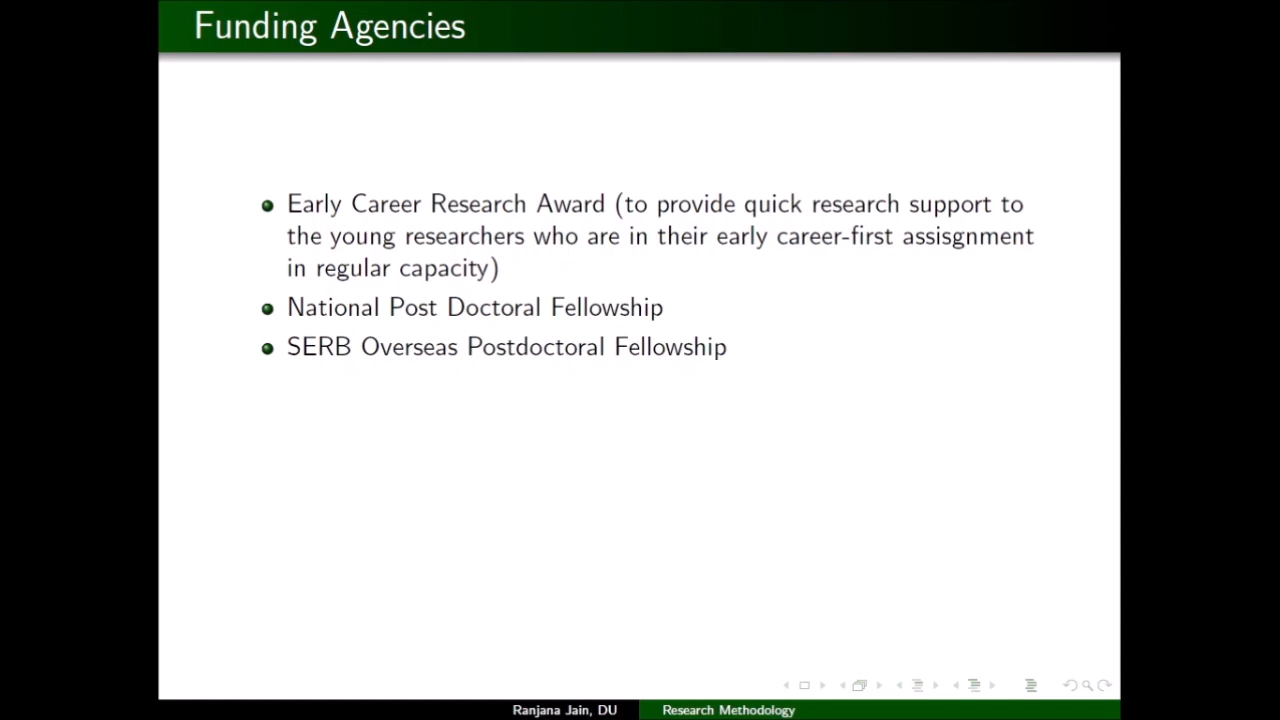 Funding Agencies
Early Career Research Award (to provide quick research support to
the young researchers who are in their early career-first assisgnment
in regular capacity)
National Post Doctoral Fellowship
SERB Overseas Postdoctoral Fellowship
Ranjana Jain, DU
Research Methodology